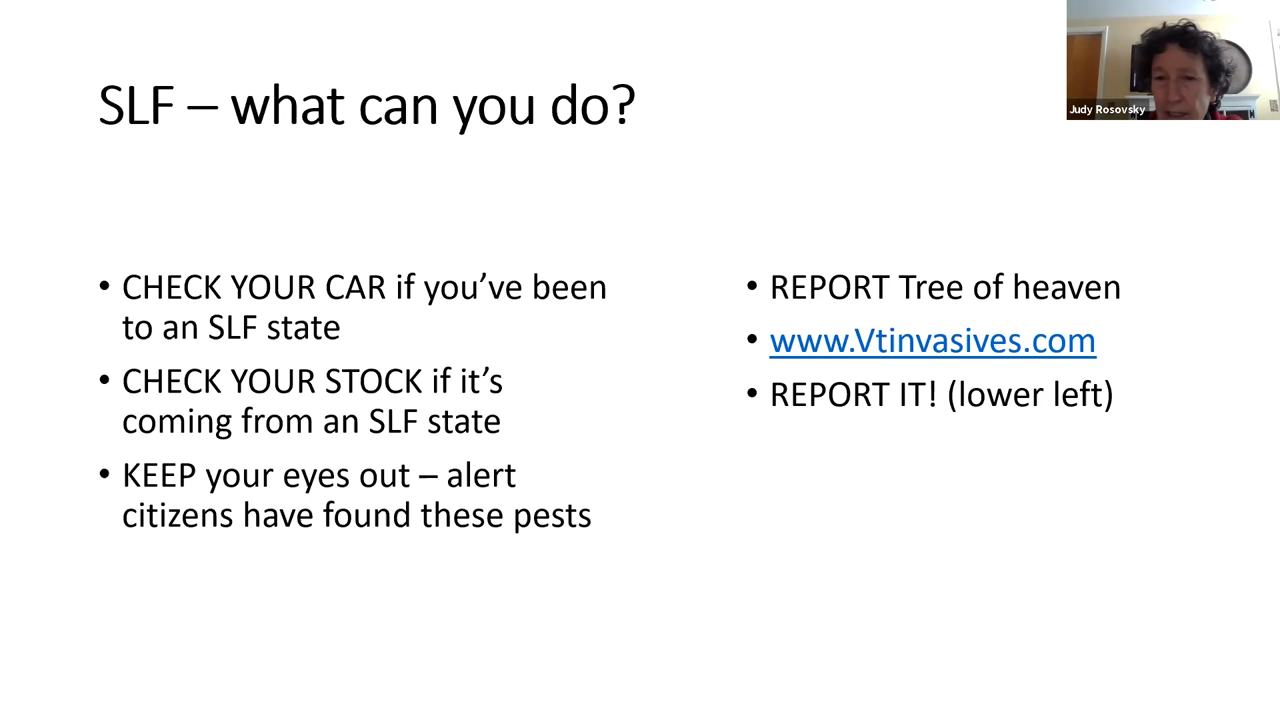 SLF – what can you do?
Judy Rosovsky
• CHECK YOUR CAR if you’ve been
to an SLF state
• CHECK YOUR STOCK if it’s
coming from an SLF state
• KEEP your eyes out – alert
citizens have found these pests
• REPORT Tree of heaven
• www.Vtinvasives.com
• REPORT IT! (lower left)